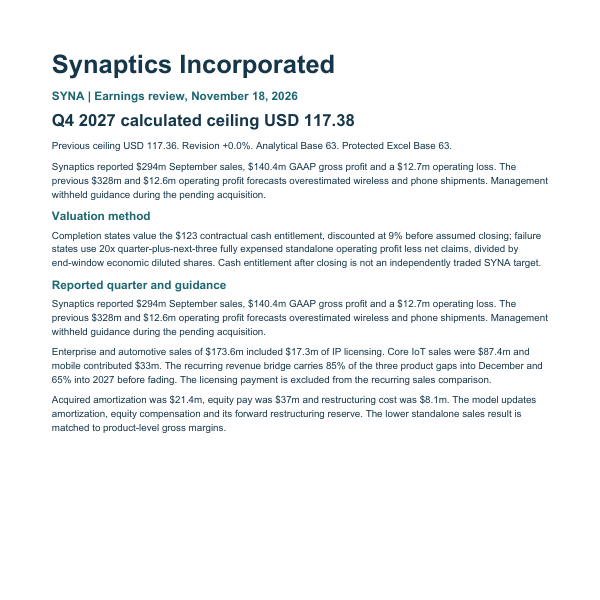 Synaptics Incorporated
SYNA | Earnings review, November 18, 2026
Q4 2027 calculated ceiling USD 117.38
Previous ceiling USD 117.36. Revision +0.0%. Analytical Base 63. Protected Excel Base 63.
Synaptics reported $294m September sales, $140.4m GAAP gross profit and a $12.7m operating loss. The
previous $328m and $12.6m operating profit forecasts overestimated wireless and phone shipments. Management
withheld guidance during the pending acquisition.
Valuation method
Completion states value the $123 contractual cash entitlement, discounted at 9% before assumed closing; failure
states use 20x quarter-plus-next-three fully expensed standalone operating profit less net claims, divided by
end-window economic diluted shares. Cash entitlement after closing is not an independently traded SYNA target.
Reported quarter and guidance
Synaptics reported $294m September sales, $140.4m GAAP gross profit and a $12.7m operating loss. The
previous $328m and $12.6m operating profit forecasts overestimated wireless and phone shipments. Management
withheld guidance during the pending acquisition.
Enterprise and automotive sales of $173.6m included $17.3m of IP licensing. Core IoT sales were $87.4m and
mobile contributed $33m. The recurring revenue bridge carries 85% of the three product gaps into December and
65% into 2027 before fading. The licensing payment is excluded from the recurring sales comparison.
Acquired amortization was $21.4m, equity pay was $37m and restructuring cost was $8.1m. The model updates
amortization, equity compensation and its forward restructuring reserve. The lower standalone sales result is
matched to product-level gross margins.